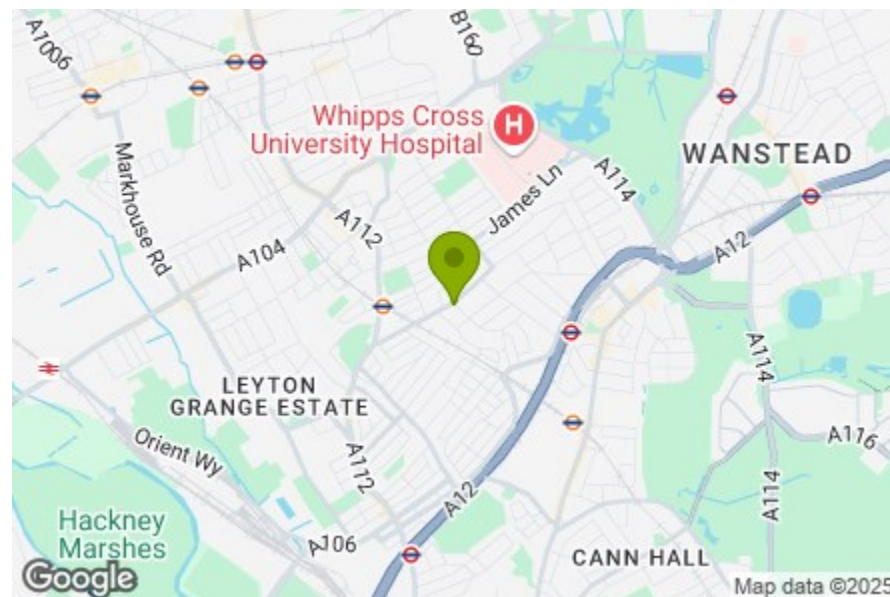 A1006
B160
Whipps Cross
University Hospital
H
WANSTEAD
A114
Markhouse Rd
James Ln
A112
A12
A104
A114
LEYTON
GRANGE ESTATE
A116
Orient Wy
A112
A12
A114
Hackney
Marshes
A106
CANN HALL
Google
Map data ©2025